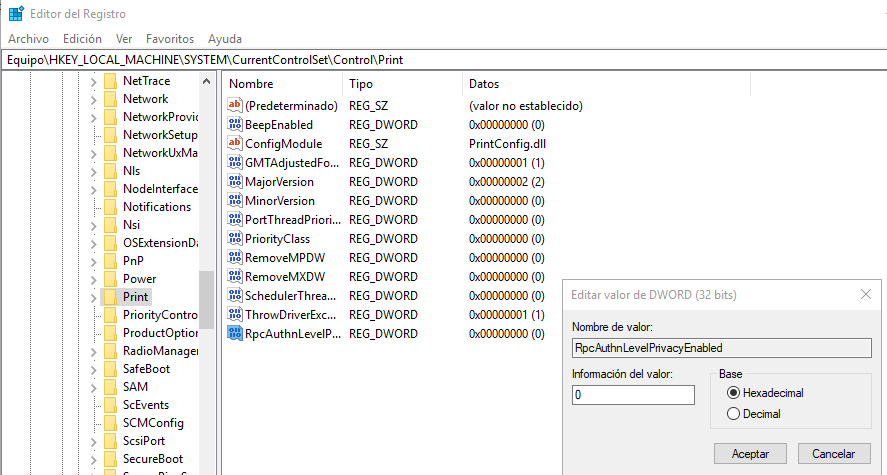 Editor del Registro
Archivo Edición Ver Favoritos Ayuda
Equipo\HKEY_LOCAL_MACHINE\SYSTEM\CurrentControlSet\Control\Print
NetTrace
Network
NetworkProvic
NetworkSetup
NetworkUxMa
Nls
NodeInterface
Notifications
Nsi
OSExtensionDa
PnP
Power
Print
PriorityContro
ProductOption
RadioManager
SafeBoot
SAM
ScEvents
SCMConfig
ScsiPort
SecureBoot
Nombre Tipo Datos
(Predeterminado) REG_SZ (valor no establecido)
BeepEnabled REG_DWORD 0x00000000 (0)
ConfigModule REG_SZ PrintConfig.dll
GMTAdjustedFo... REG_DWORD 0x00000001 (1)
MajorVersion REG_DWORD 0x00000002 (2)
MinorVersion REG_DWORD 0x00000000 (0)
PortThreadPriori... REG_DWORD 0x00000000 (0)
PriorityClass REG_DWORD 0x00000000 (0)
RemoveMPDW REG_DWORD 0x00000000 (0)
RemoveMXDW REG_DWORD 0x00000000 (0)
SchedulerThrea... REG_DWORD 0x00000000 (0)
ThrowDriverExc... REG_DWORD 0x00000001 (1)
RpcAuthnLevelP... REG_DWORD 0x00000000 (0)
Editar valor de DWORD (32 bits)
Nombre de valor:
RpcAuthnLevelPrivacyEnabled
Información del valor:
0
Base
Hexadecimal
Decimal
Aceptar Cancelar